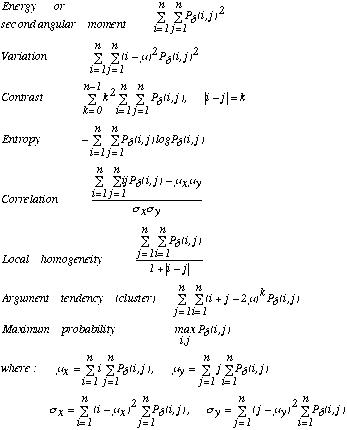 Energy or second angular moment $\sum_{i=1}^{n} \sum_{j=1}^{n} P_\delta(i,j)^2$
Variation $\sum_{i=1}^{n} \sum_{j=1}^{n} (i-\mu)^2 P_\delta(i,j)^2$
Contrast $\sum_{k=0}^{n-1} k^2 \sum_{i=1}^{n} \sum_{j=1}^{n} P_\delta(i,j), \quad |i-j|=k$
Entropy $-\sum_{i=1}^{n} \sum_{j=1}^{n} P_\delta(i,j) log P_\delta(i,j)$
Correlation $\frac{\sum_{i=1}^{n} \sum_{j=1}^{n} ij P_\delta(i,j) - \mu_x \mu_y}{\sigma_x \sigma_y}$
Local homogeneity $\frac{\sum_{j=1}^{n} \sum_{i=1}^{n} P_\delta(i,j)}{1+|i-j|}$
Argument tendency (cluster) $\sum_{j=1}^{n} \sum_{i=1}^{n} (i+j-2\mu)^k P_\delta(i,j)$
Maximum probability $\max_{i,j} P_\delta(i,j)$
where: $\mu_x = \sum_{i=1}^{n} i \sum_{j=1}^{n} P_\delta(i,j), \quad \mu_y = \sum_{j=1}^{n} j \sum_{i=1}^{n} P_\delta(i,j)$
$\sigma_x = \sum_{i=1}^{n} (i-\mu_x)^2 \sum_{j=1}^{n} P_\delta(i,j), \quad \sigma_y = \sum_{j=1}^{n} (j-\mu_y)^2 \sum_{i=1}^{n} P_\delta(i,j)$